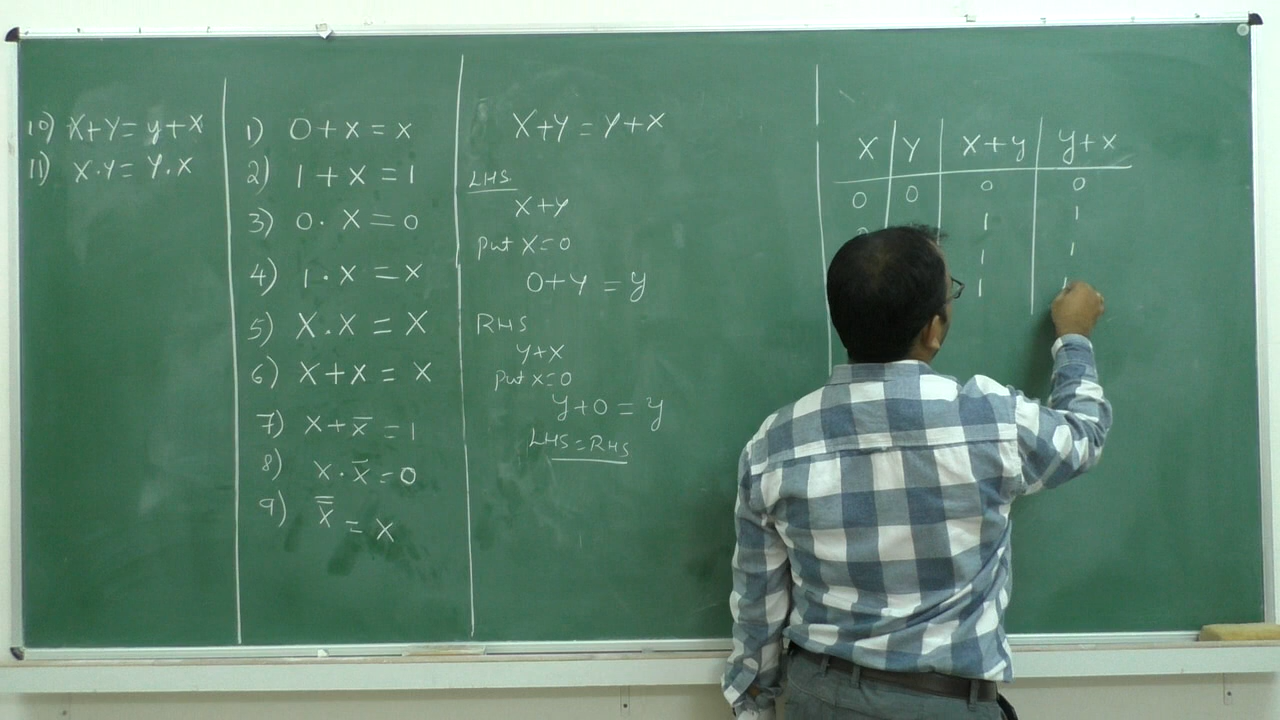 10) X+Y = y+X
11) X.Y = Y.X
1) 0+x = x
2) 1+x = 1
3) 0. X = 0
4) 1.x = x
5) X.X = X
6) X+x = x
7) x+x̅ = 1
8) x.x̅ = 0
9) x̿ = x
X+Y = Y+X
LHS
X+Y
put X=0
0+Y = y
RHS
y+x
Put x=0
y+0 = y
LHS = RHS
X Y X+y y+x
0 0 0 0
1 1
1 1
1